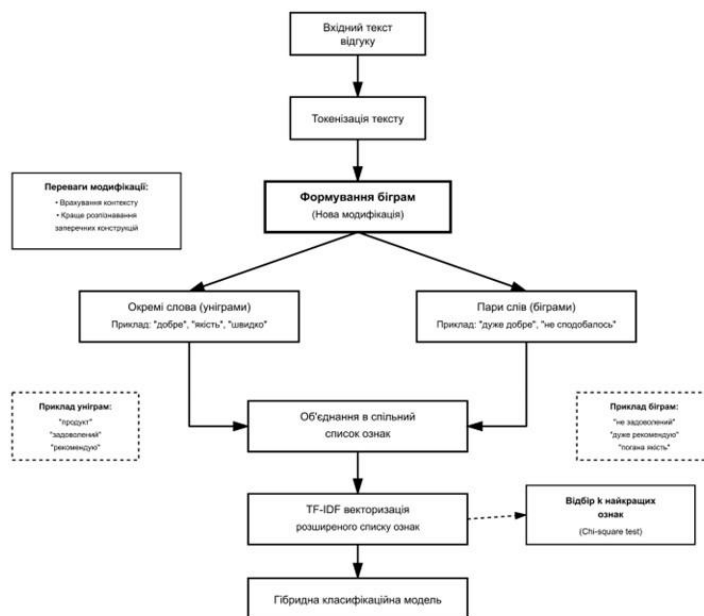 Вхідний текст
відгуку
Токенізація тексту
Переваги модифікації:
• Врахування контексту
• Краще розпізнавання
заперечних конструкцій
Формування біграм
(Нова модифікація)
Окремі слова (уніграми)
Приклад: "добре", "якість", "швидко"
Пари слів (біграми)
Приклад: "дуже добре", "не сподобалось"
Приклад уніграм:
"продукт"
"задоволений"
"рекомендую"
Об'єднання в спільний
список ознак
Приклад біграм:
"не задоволений"
"дуже рекомендую"
"погана якість"
TF-IDF векторизація
розширеного списку ознак
Відбір k найкращих
ознак
(Chi-square test)
Гібридна класифікаційна модель